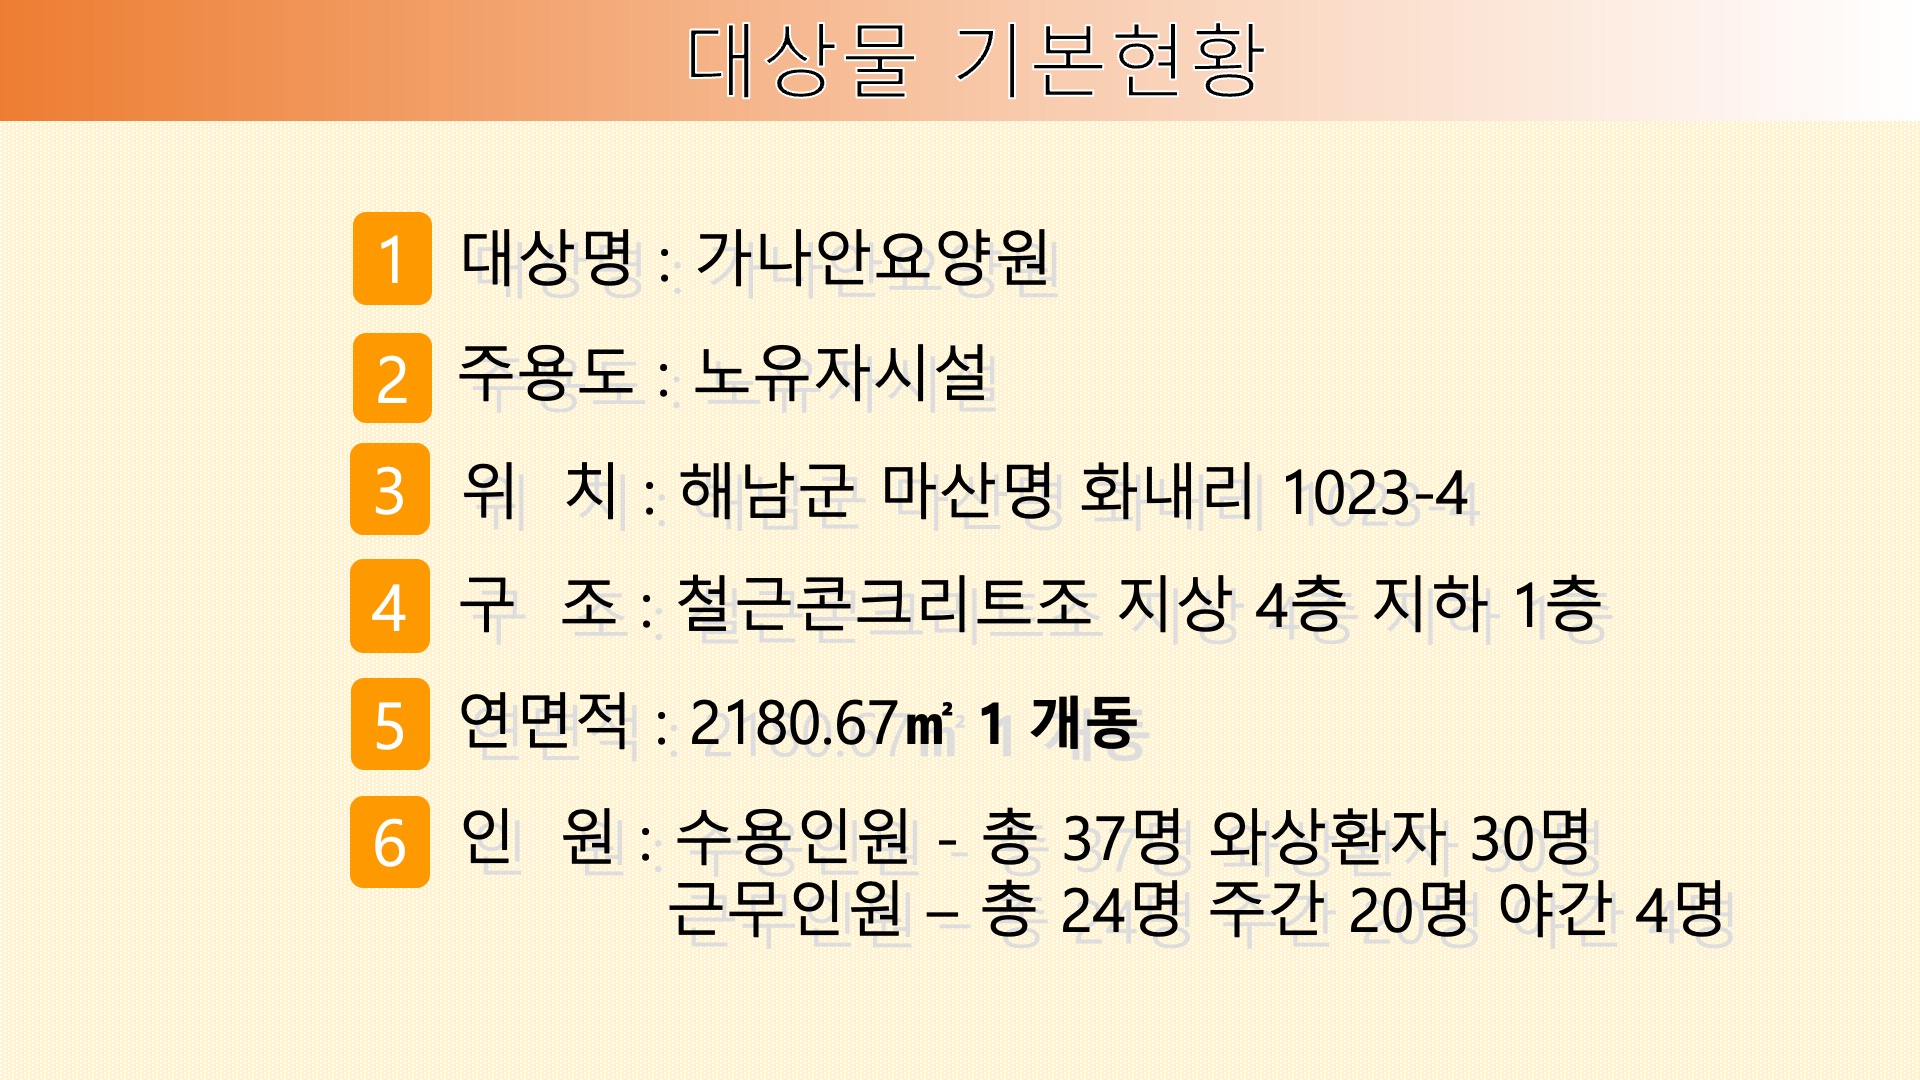 대상물 기본현황
1 대상명 : 가나안요양원
2 주용도 : 노유자시설
3 위 치 : 해남군 마산명 화내리 1023-4
4 구 조 : 철근콘크리트조 지상 4층 지하 1층
5 연면적 : 2180.67㎡ 1 개동
6 인 원 : 수용인원 - 총 37명 와상환자 30명
근무인원 – 총 24명 주간 20명 야간 4명